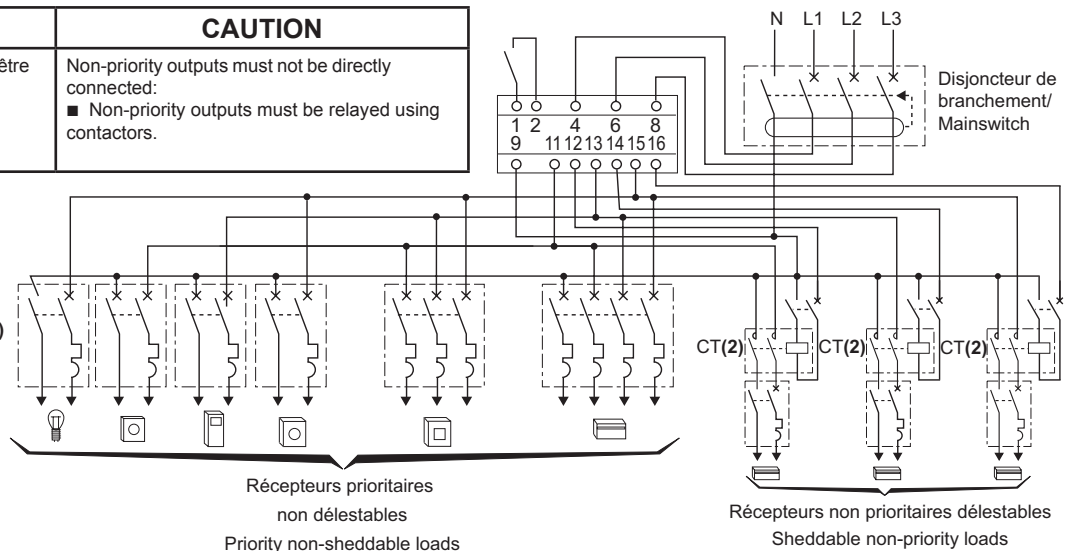 CAUTION
être
Non-priority outputs must not be directly
connected:
■ Non-priority outputs must be relayed using
contactors.
N L1 L2 L3
Disjoncteur de
branchement/
Mainswitch
1 2 4 6 8
9 11 12 13 14 15 16
)
CT(2) CT(2) CT(2)
Récepteurs prioritaires
non délestables
Priority non-sheddable loads
Récepteurs non prioritaires délestables
Sheddable non-priority loads